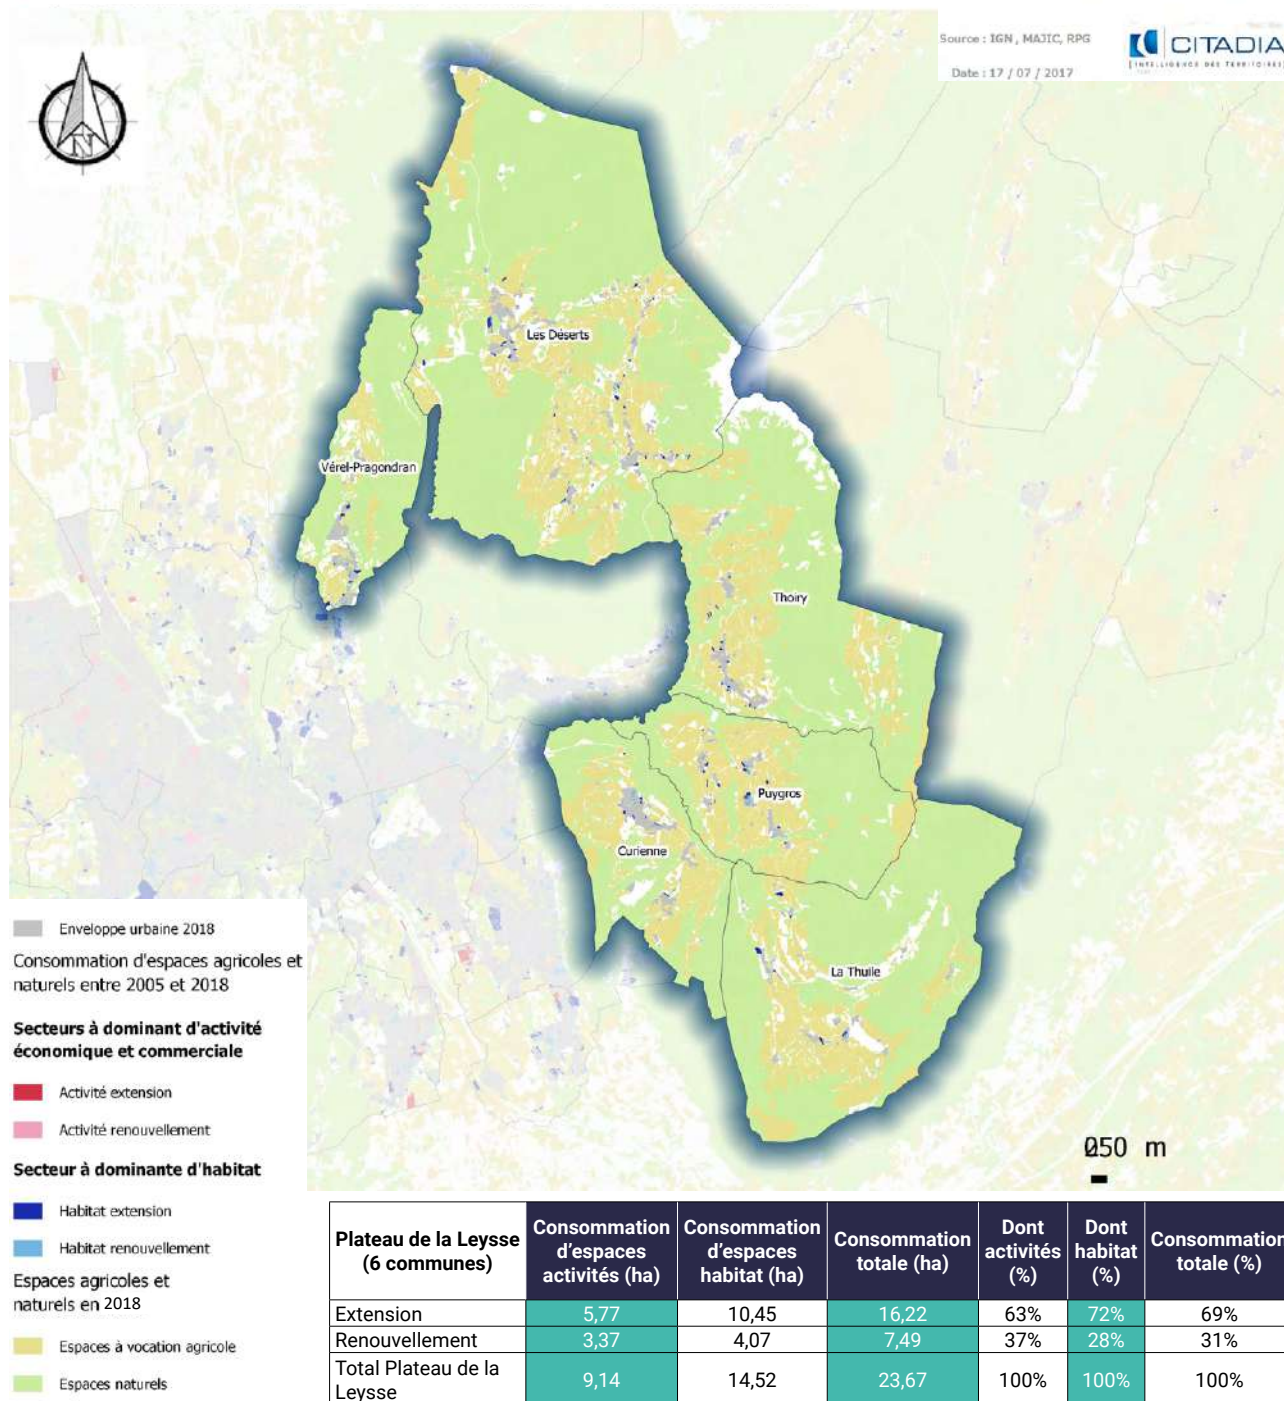 Source : IGN , MAJIC, RPG
Date : 17 / 07 / 2017
CITADIA
[INTELLIGENCE DES TERRITOIRES]
N
Les Déserts
Vérel-Pragondran
Thoiry
Puygros
Curienne
La Thuile
Enveloppe urbaine 2018
Consommation d'espaces agricoles et
naturels entre 2005 et 2018
Secteurs à dominant d'activité
économique et commerciale
Activité extension
Activité renouvellement
Secteur à dominante d'habitat
Habitat extension
Habitat renouvellement
Espaces agricoles et
naturels en 2018
Espaces à vocation agricole
Espaces naturels
250 m
Plateau de la Leysse (6 communes) Consommation d'espaces activités (ha) Consommation d'espaces habitat (ha) Consommation totale (ha) Dont activités (%) Dont habitat (%) Consommation totale (%)
Extension 5,77 10,45 16,22 63% 72% 69%
Renouvellement 3,37 4,07 7,49 37% 28% 31%
Total Plateau de la Leysse 9,14 14,52 23,67 100% 100% 100%